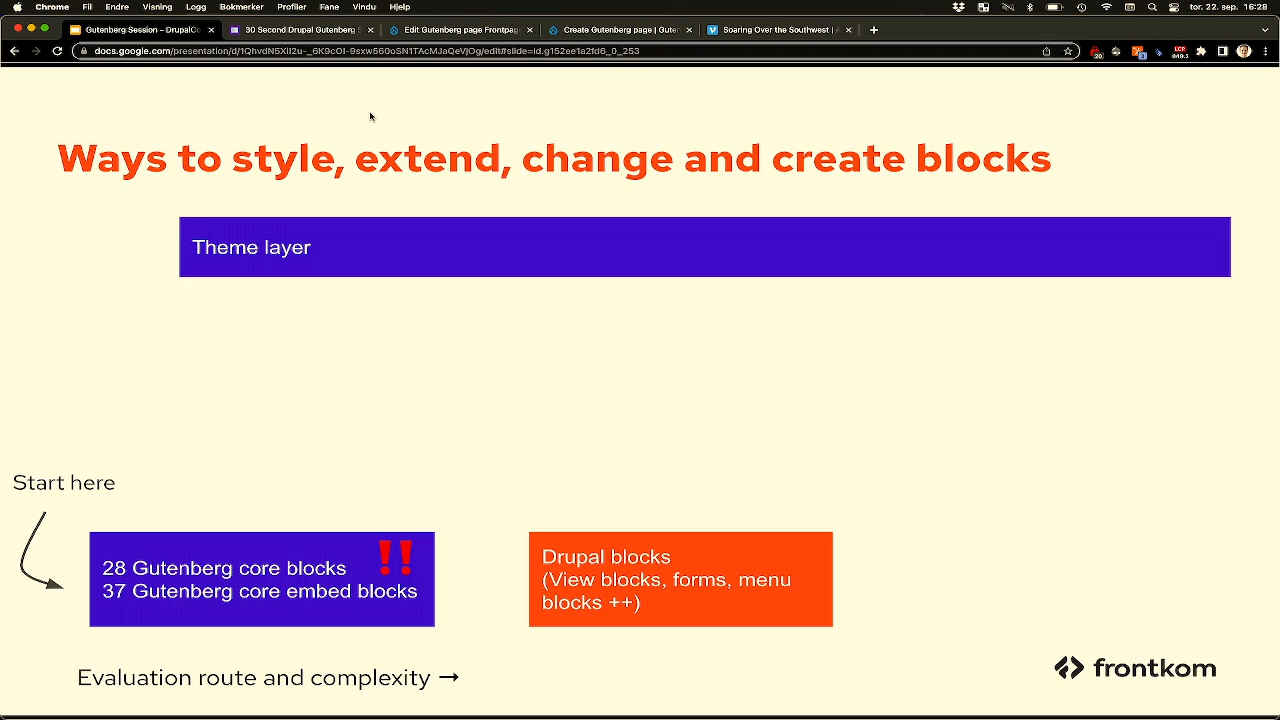 Chrome Fil Endre Visning Logg Bokmerker Profiler Fane Vindu Hjelp tor. 22. sep. 16:28
Gutenberg Session – DrupalCo 30 Second Drupal Gutenberg Edit Gutenberg page Frontpage Create Gutenberg page | Guten Soaring Over the Southwest |
Ways to style, extend, change and create blocks
Theme layer
Start here
28 Gutenberg core blocks ‼
37 Gutenberg core embed blocks
Drupal blocks
(View blocks, forms, menu
blocks ++)
Evaluation route and complexity →
frontkom